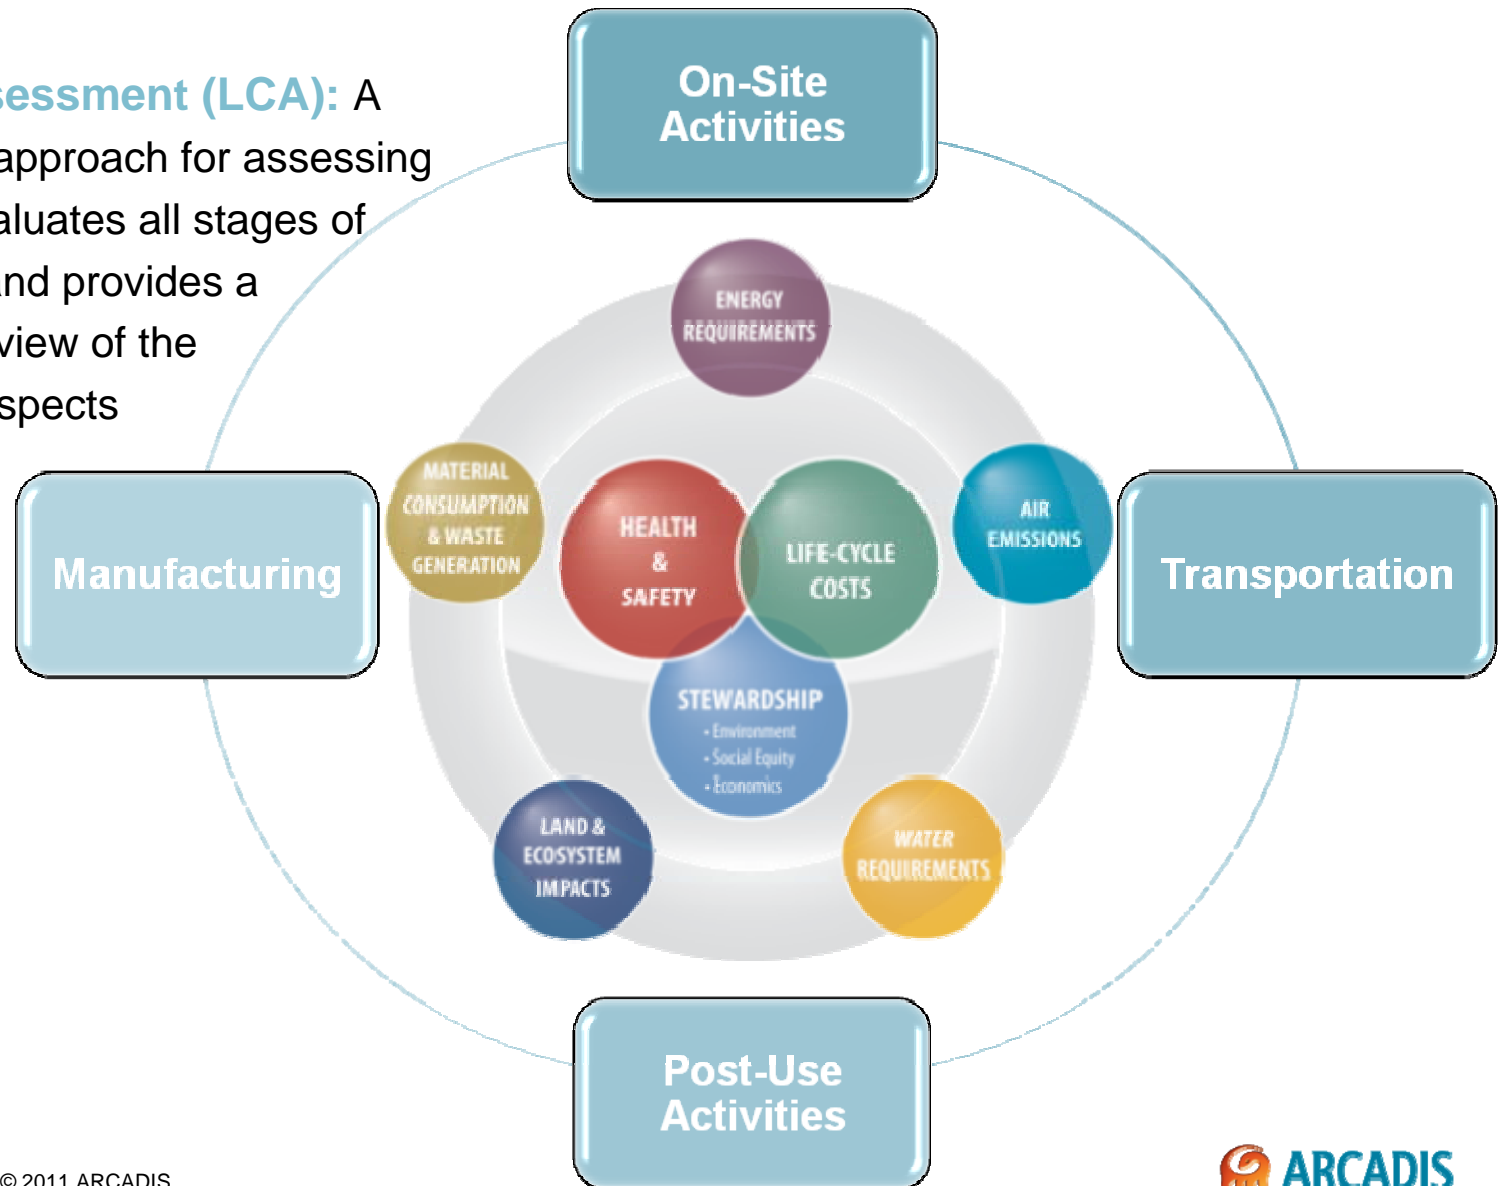 sessment (LCA): A
approach for assessing
aluates all stages of
and provides a
view of the
spects
On-Site
Activities
ENERGY
REQUIREMENTS
MATERIAL
CONSUMPTION
& WASTE
GENERATION
HEALTH
&
SAFETY
LIFE-CYCLE
COSTS
AIR
EMISSIONS
Manufacturing
Transportation
STEWARDSHIP
• Environment
• Social Equity
• Economics
LAND &
ECOSYSTEM
IMPACTS
WATER
REQUIREMENTS
Post-Use
Activities
© 2011 ARCADIS
ARCADIS